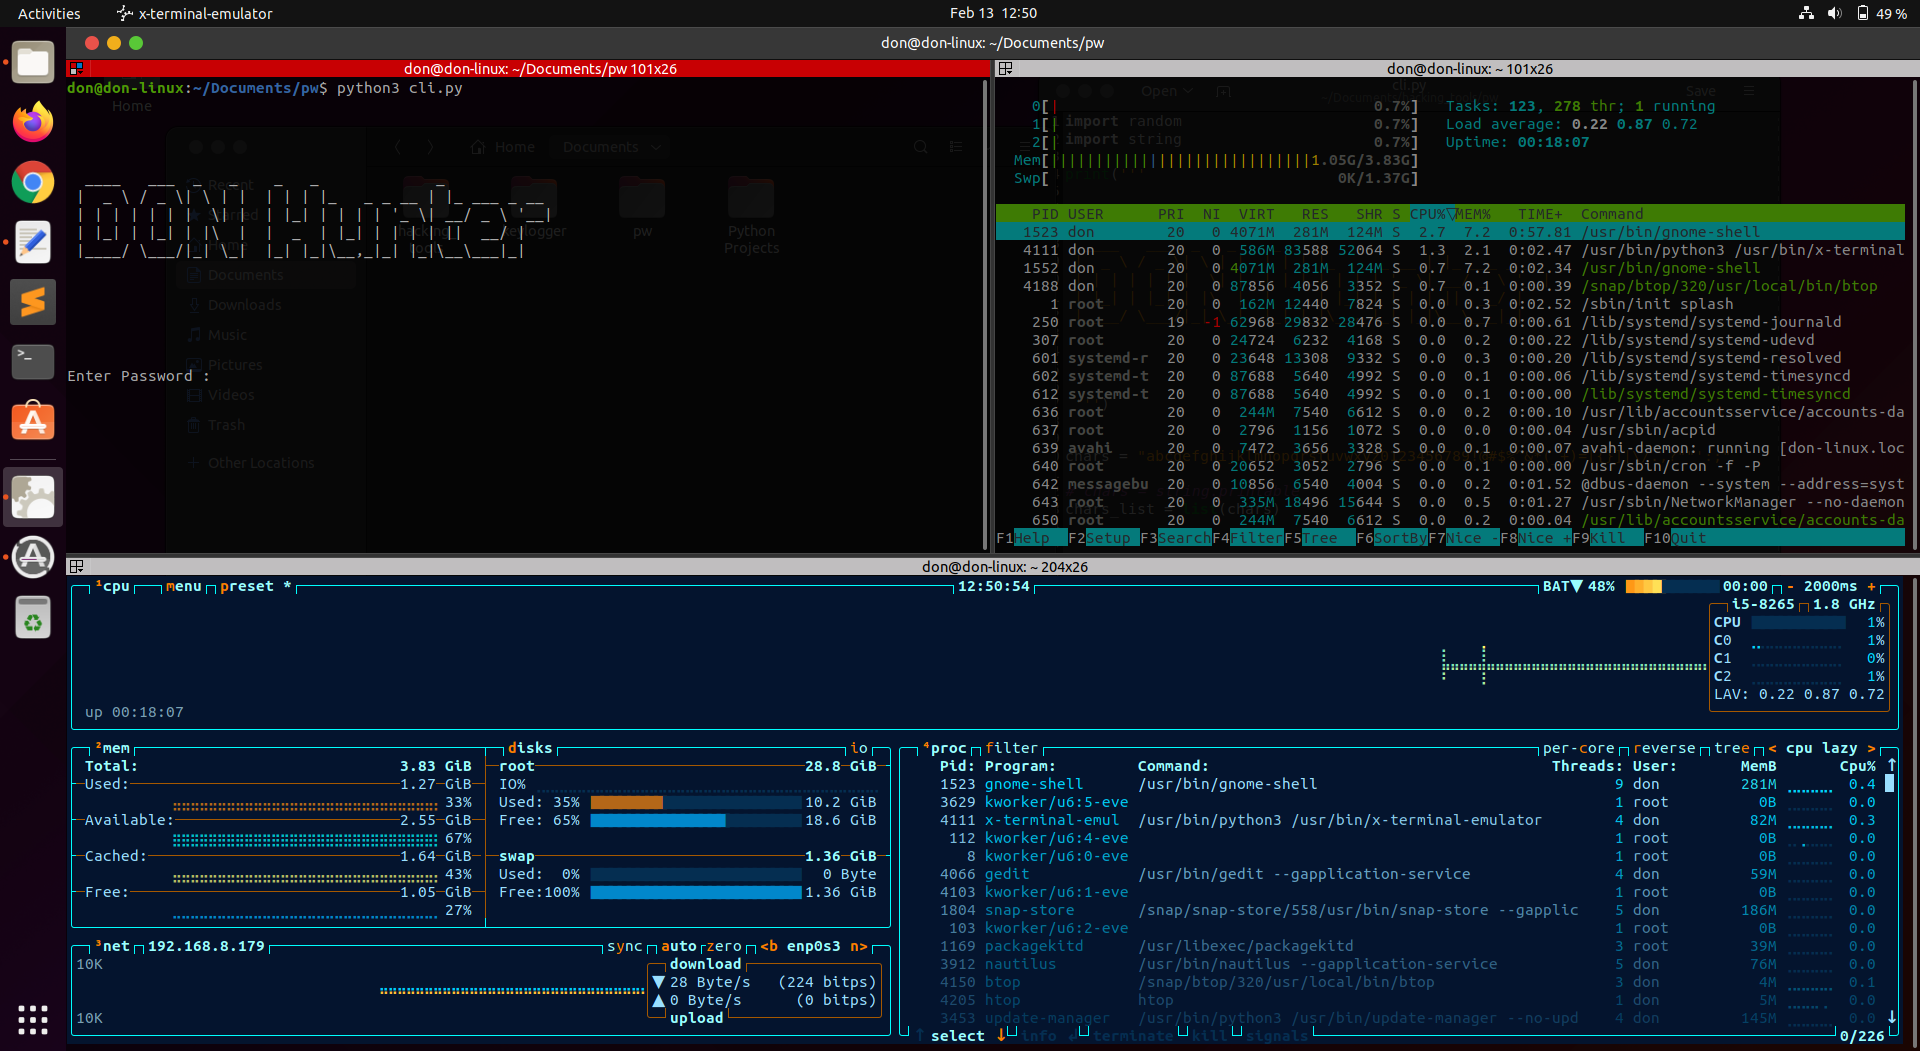 Activities x-terminal-emulator Feb 13 12:50 49 %
don@don-linux: ~/Documents/pw
don@don-linux: ~/Documents/pw 101x26
don@don-linux:~/Documents/pw$ python3 cli.py
Home
Home Documents
Recent
Starred
Home
Documents
Downloads
Music
Pictures
Videos
Trash
+ Other Locations
pw
Python Projects
DON Hunter
Enter Password :
don@don-linux: ~ 101x26
cli.py
Open Save
import random
import string
0[| 0.7%] Tasks: 123, 278 thr; 1 running
1[| 0.7%] Load average: 0.22 0.87 0.72
2[| 0.7%] Uptime: 00:18:07
Mem[ 1.05G/3.83G]
Swp[ 0K/1.37G]
PID USER PRI NI VIRT RES SHR S CPU%▽MEM% TIME+ Command
1523 don 20 0 4071M 281M 124M S 2.7 7.2 0:57.81 /usr/bin/gnome-shell
4111 don 20 0 586M 83588 52064 S 1.3 2.1 0:02.47 /usr/bin/python3 /usr/bin/x-terminal
1552 don 20 0 4071M 281M 124M S 0.7 7.2 0:02.34 /usr/bin/gnome-shell
4188 don 20 0 87856 4056 3352 S 0.7 0.1 0:00.39 /snap/btop/320/usr/local/bin/btop
1 root 20 0 162M 12440 7824 S 0.0 0.3 0:02.52 /sbin/init splash
250 root 19 -1 62968 29832 28476 S 0.0 0.7 0:00.61 /lib/systemd/systemd-journald
307 root 20 0 24724 6232 4168 S 0.0 0.2 0:00.22 /lib/systemd/systemd-udevd
601 systemd-r 20 0 23648 13308 9332 S 0.0 0.3 0:00.20 /lib/systemd/systemd-resolved
602 systemd-t 20 0 87688 5640 4992 S 0.0 0.1 0:00.06 /lib/systemd/systemd-timesyncd
612 systemd-t 20 0 87688 5640 4992 S 0.0 0.1 0:00.00 /lib/systemd/systemd-timesyncd
636 root 20 0 244M 7540 6612 S 0.0 0.2 0:00.10 /usr/lib/accountsservice/accounts-da
637 root 20 0 2796 1156 1072 S 0.0 0.0 0:00.04 /usr/sbin/acpid
639 avahi 20 0 7472 3656 3328 S 0.0 0.1 0:00.07 avahi-daemon: running [don-linux.loc
640 root 20 0 20652 3052 2796 S 0.0 0.1 0:00.00 /usr/sbin/cron -f -P
642 messagebu 20 0 10856 6540 4004 S 0.0 0.2 0:01.52 @dbus-daemon --system --address=syst
643 root 20 0 335M 18496 15644 S 0.0 0.5 0:01.27 /usr/sbin/NetworkManager --no-daemon
650 root 20 0 244M 7540 6612 S 0.0 0.2 0:00.04 /usr/lib/accountsservice/accounts-da
F1Help F2Setup F3SearchF4FilterF5Tree F6SortByF7Nice -F8Nice +F9Kill F10Quit
don@don-linux: ~ 204x26
¹cpu menu preset * 12:50:54 BAT▼ 48% 00:00 - 2000ms +
i5-8265 1.8 GHz
CPU 1%
C0 1%
C1 0%
C2 1%
LAV: 0.22 0.87 0.72
up 00:18:07
²mem
Total: 3.83 GiB
Used: 1.27 GiB
33%
Available: 2.55 GiB
67%
Cached: 1.64 GiB
43%
Free: 1.05 GiB
27%
disks io
root 28.8 GiB
IO%
Used: 35% 10.2 GiB
Free: 65% 18.6 GiB
swap 1.36 GiB
Used: 0% 0 Byte
Free:100% 1.36 GiB
³net 192.168.8.179 sync auto zero <b enp0s3 n>
10K
download
▼ 28 Byte/s (224 bitps)
▲ 0 Byte/s (0 bitps)
upload
10K
⁴proc filter per-core reverse tree < cpu lazy >
Pid: Program: Command: Threads: User: MemB Cpu% ↑
1523 gnome-shell /usr/bin/gnome-shell 9 don 281M 0.4
3629 kworker/u6:5-eve 1 root 0B 0.0
4111 x-terminal-emul /usr/bin/python3 /usr/bin/x-terminal-emulator 4 don 82M 0.3
112 kworker/u6:4-eve 1 root 0B 0.0
8 kworker/u6:0-eve 1 root 0B 0.0
4066 gedit /usr/bin/gedit --gapplication-service 4 don 59M 0.0
4103 kworker/u6:1-eve 1 root 0B 0.0
1804 snap-store /snap/snap-store/558/usr/bin/snap-store --gapplic 5 don 186M 0.0
103 kworker/u6:2-eve 1 root 0B 0.0
1169 packagekitd /usr/libexec/packagekitd 3 root 39M 0.0
3912 nautilus /usr/bin/nautilus --gapplication-service 5 don 76M 0.0
4150 btop /snap/btop/320/usr/local/bin/btop 3 don 4M 0.1
4205 htop htop 1 don 5M 0.0
3453 update-manager /usr/bin/python3 /usr/bin/update-manager --no-upd 4 don 145M 0.0
↑ select ↓ info ↲ terminate kill signals 0/226